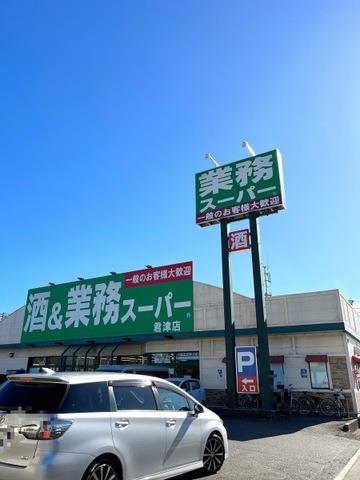 業務
スーパー
一般のお客様大歓迎
酒
一般のお客様大歓迎
酒&業務スーパー
君津店
P
入口